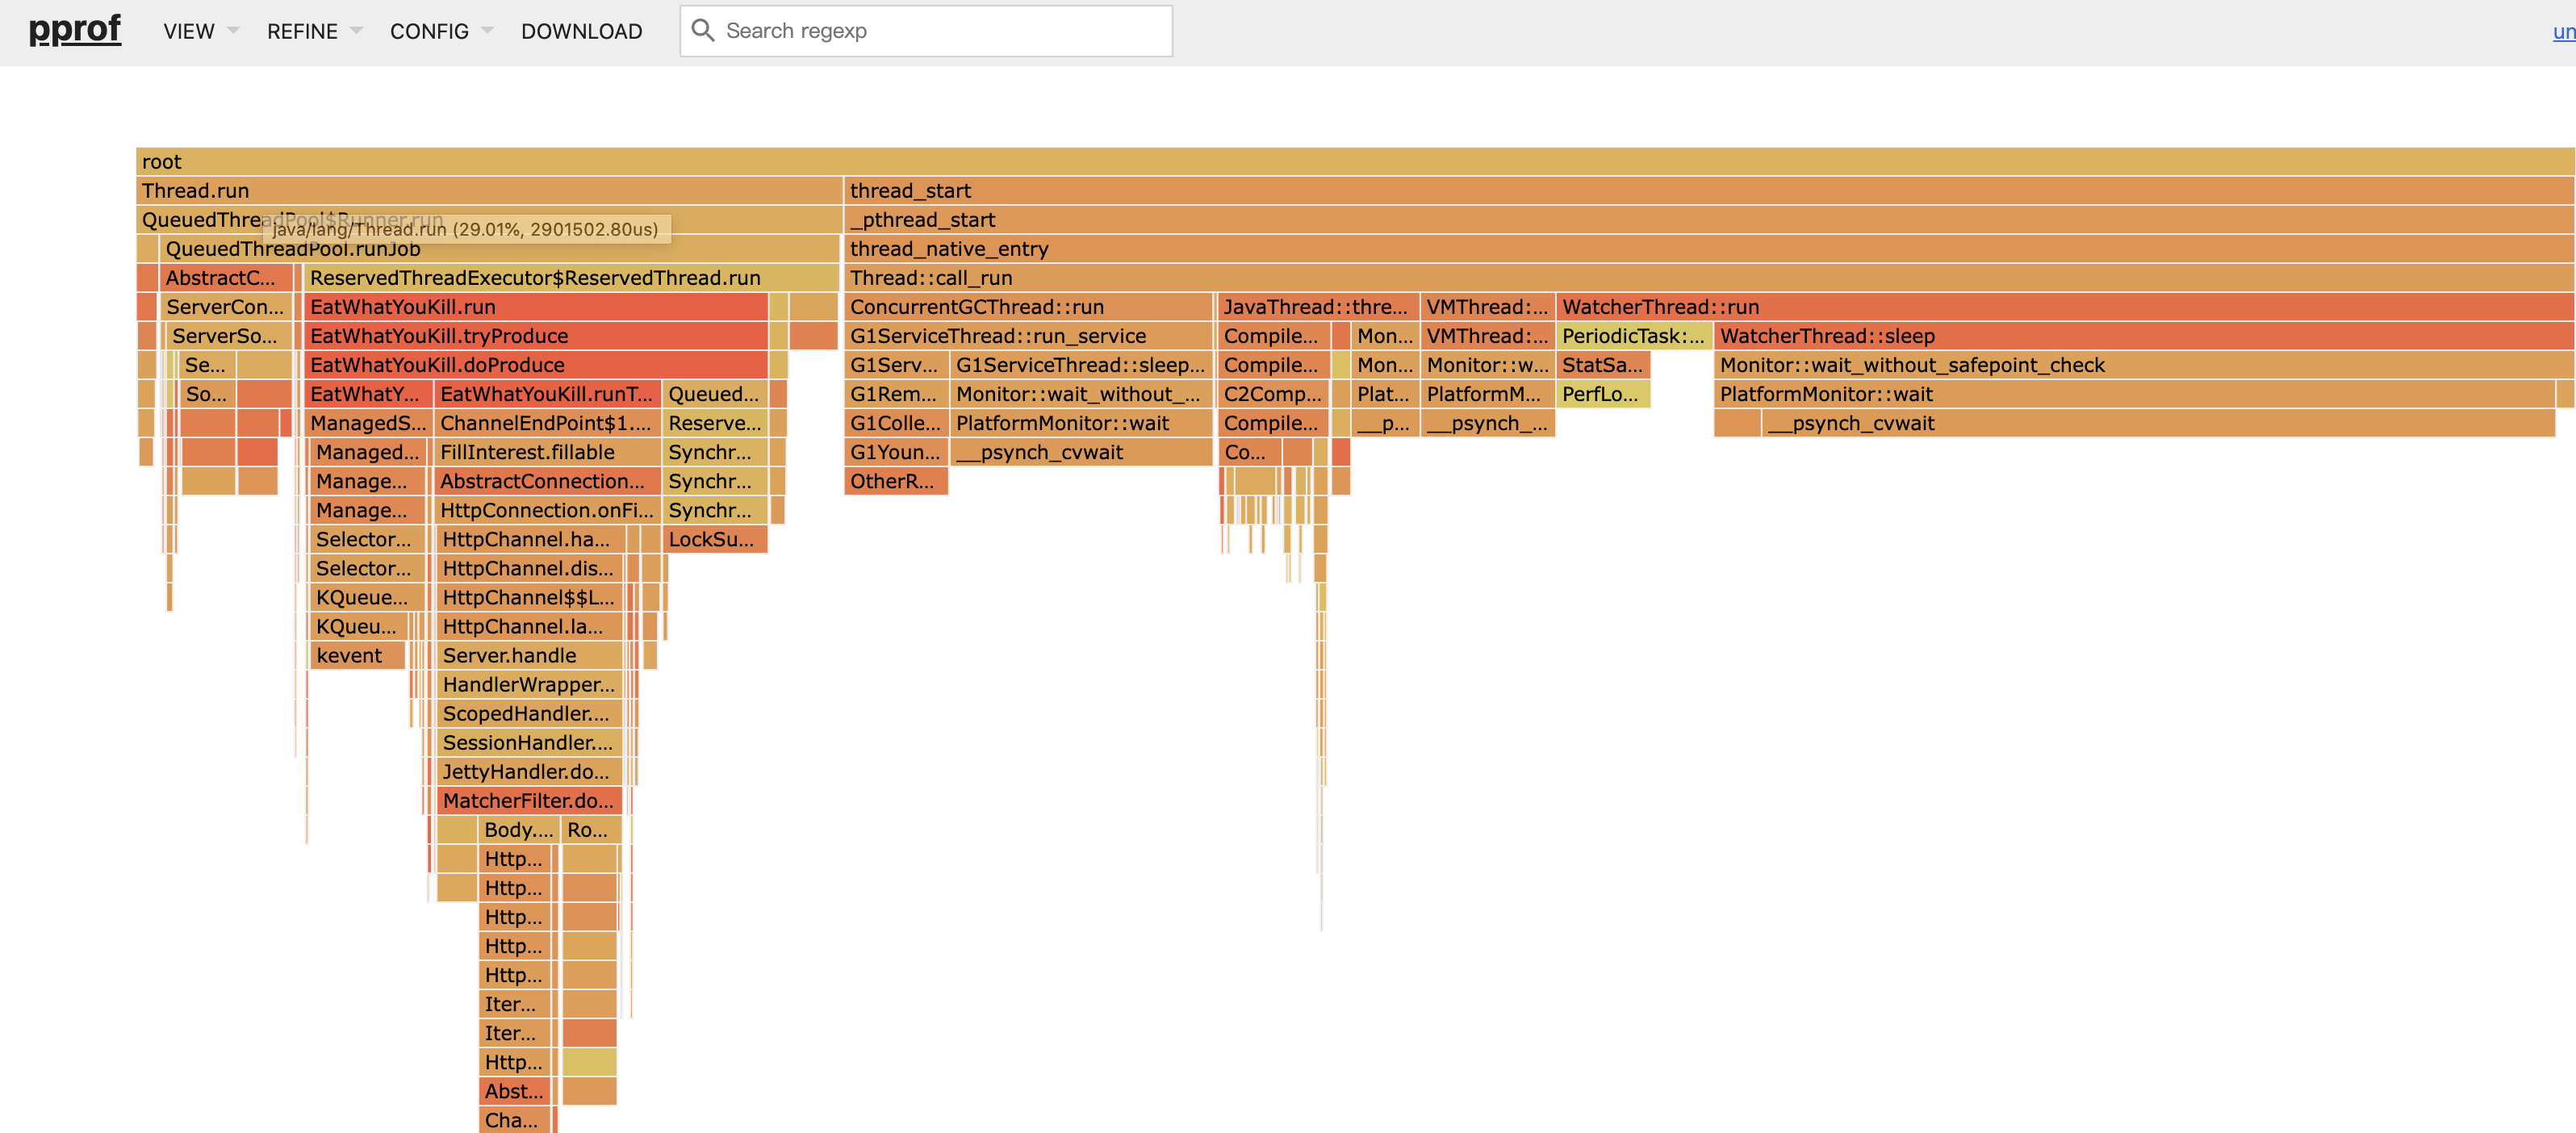 pprof VIEW REFINE CONFIG DOWNLOAD Search regexp un
root
Thread.run thread_start
QueuedThreadPool$Runner.run _pthread_start
java/lang/Thread.run (29.01%, 2901502.80us)
QueuedThreadPool.runJob thread_native_entry
AbstractC... ReservedThreadExecutor$ReservedThread.run Thread::call_run
ServerCon... EatWhatYouKill.run ConcurrentGCThread::run JavaThread::thre... VMThread:... WatcherThread::run
ServerSo... EatWhatYouKill.tryProduce G1ServiceThread::run_service Compile... Mon... VMThread:... PeriodicTask:... WatcherThread::sleep
Se... EatWhatYouKill.doProduce G1Serv... G1ServiceThread::sleep... Compile... Mon... Monitor::w... StatSa... Monitor::wait_without_safepoint_check
So... EatWhatY... EatWhatYouKill.runT... Queued... G1Rem... Monitor::wait_without_... C2Comp... Plat... PlatformM... PerfLo... PlatformMonitor::wait
ManagedS... ChannelEndPoint$1.... Reserve... G1Colle... PlatformMonitor::wait Compile... __p... __psynch_... __psynch_cvwait
Managed... FillInterest.fillable Synchr... G1Youn... __psynch_cvwait Co...
Manage... AbstractConnection... Synchr... OtherR...
Manage... HttpConnection.onFi... Synchr...
Selector... HttpChannel.ha... LockSu...
Selector... HttpChannel.dis...
KQueue... HttpChannel$$L...
KQueu... HttpChannel.la...
kevent Server.handle
HandlerWrapper...
ScopedHandler....
SessionHandler....
JettyHandler.do...
MatcherFilter.do...
Body.... Ro...
Http...
Http...
Http...
Http...
Http...
Iter...
Iter...
Http...
Abst...
Cha...